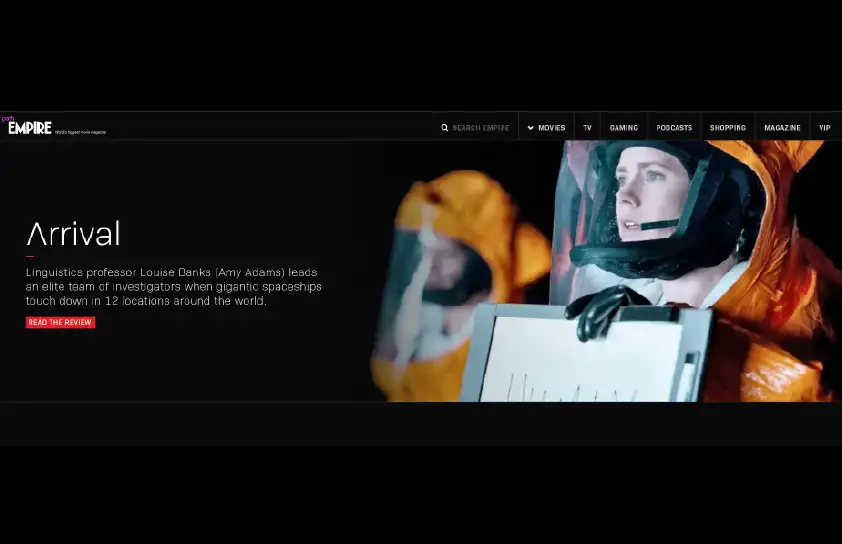 path
EMPIRE World's biggest movie magazine
SEARCH EMPIRE MOVIES TV GAMING PODCASTS SHOPPING MAGAZINE VIP
Arrival
Linguistics professor Louise Banks (Amy Adams) leads
an elite team of investigators when gigantic spaceships
touch down in 12 locations around the world.
READ THE REVIEW